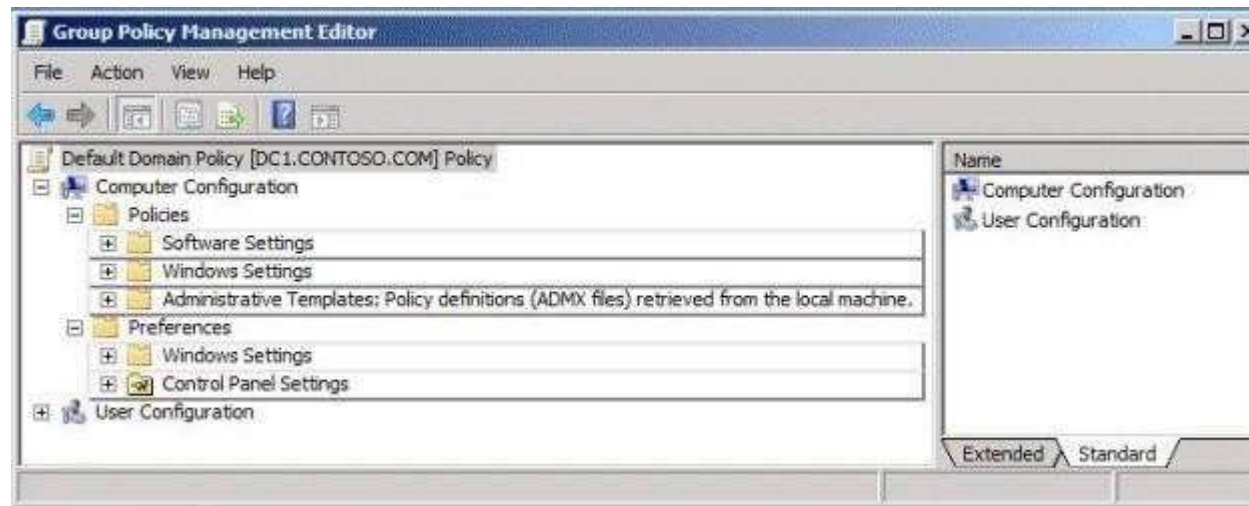 Group Policy Management Editor
File Action View Help
Default Domain Policy [DC1.CONTOSO.COM] Policy
Computer Configuration
Policies
Software Settings
Windows Settings
Administrative Templates: Policy definitions (ADMX files) retrieved from the local machine.
Preferences
Windows Settings
Control Panel Settings
User Configuration
Name
Computer Configuration
User Configuration
Extended Standard